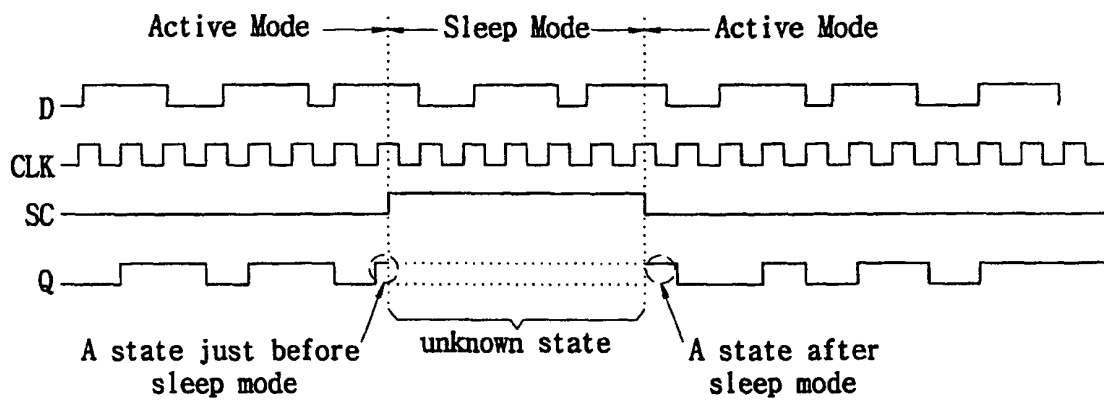 Active Mode Sleep Mode Active Mode
D
CLK
SC
Q
unknown state
A state just before
sleep mode
A state after
sleep mode